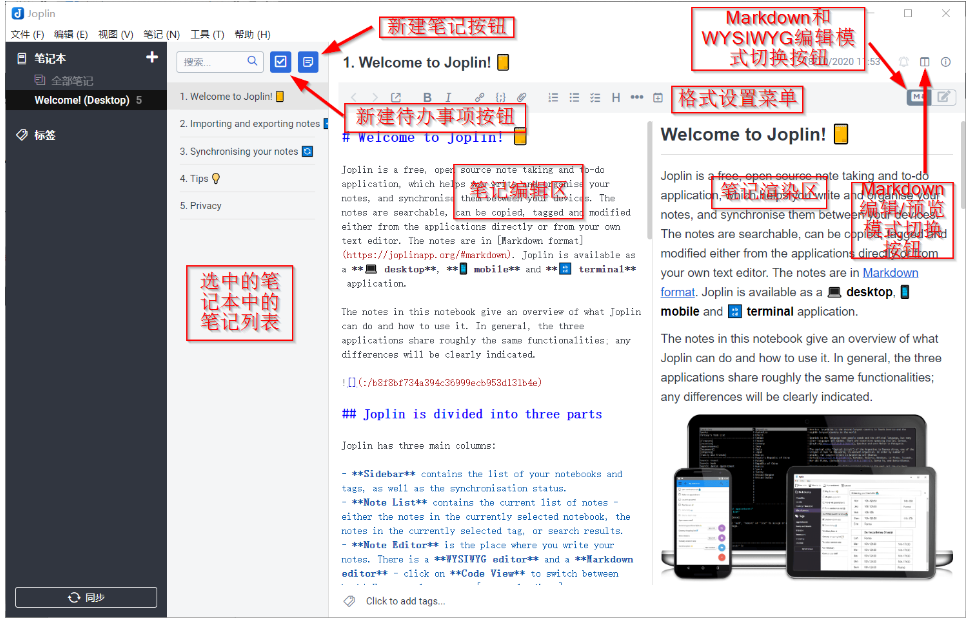 Joplin
文件 (F) 编辑 (E) 视图 (V) 笔记 (N) 工具 (T) 帮助 (H)
笔记本
全部笔记
Welcome! (Desktop) 5
标签
同步
搜索...
1. Welcome to Joplin!
2. Importing and exporting notes
3. Synchronising your notes
4. Tips
5. Privacy
新建笔记按钮
新建待办事项按钮
选中的笔
记本中的
笔记列表
1. Welcome to Joplin!
Markdown和
WYSIWYG编辑模
式切换按钮
格式设置菜单
笔记编辑区
笔记渲染区
Markdown
编辑/预览
模式切换
按钮
# Welcome to Joplin!
Joplin is a free, open source note taking and to-do
application, which helps you write and organise your
notes, and synchronise them between your devices. The
notes are searchable, can be copied, tagged and modified
either from the applications directly or from your own
text editor. The notes are in [Markdown format]
(https://joplinapp.org/#markdown). Joplin is available as
a **💻 desktop**, **📱 mobile** and **🔡 terminal**
application.
The notes in this notebook give an overview of what Joplin
can do and how to use it. In general, the three
applications share roughly the same functionalities; any
differences will be clearly indicated.
![](:/b8f8bf734a394c36999ecb953d131b4e)
## Joplin is divided into three parts
Joplin has three main columns:
- **Sidebar** contains the list of your notebooks and
tags, as well as the synchronisation status.
- **Note List** contains the current list of notes -
either the notes in the currently selected notebook, the
notes in the currently selected tag, or search results.
- **Note Editor** is the place where you write your
notes. There is a **WYSIWYG editor** and a **Markdown
editor** - click on **Code View** to switch between
Click to add tags...
Welcome to Joplin!
Joplin is a free, open source note taking and to-do
application, which helps you write and organise your
notes, and synchronise them between your devices.
The notes are searchable, can be copied, tagged and
modified either from the applications directly or from
your own text editor. The notes are in Markdown
format. Joplin is available as a 💻 desktop, 📱
mobile and 🔡 terminal application.
The notes in this notebook give an overview of what
Joplin can do and how to use it. In general, the three
applications share roughly the same functionalities;
any differences will be clearly indicated.